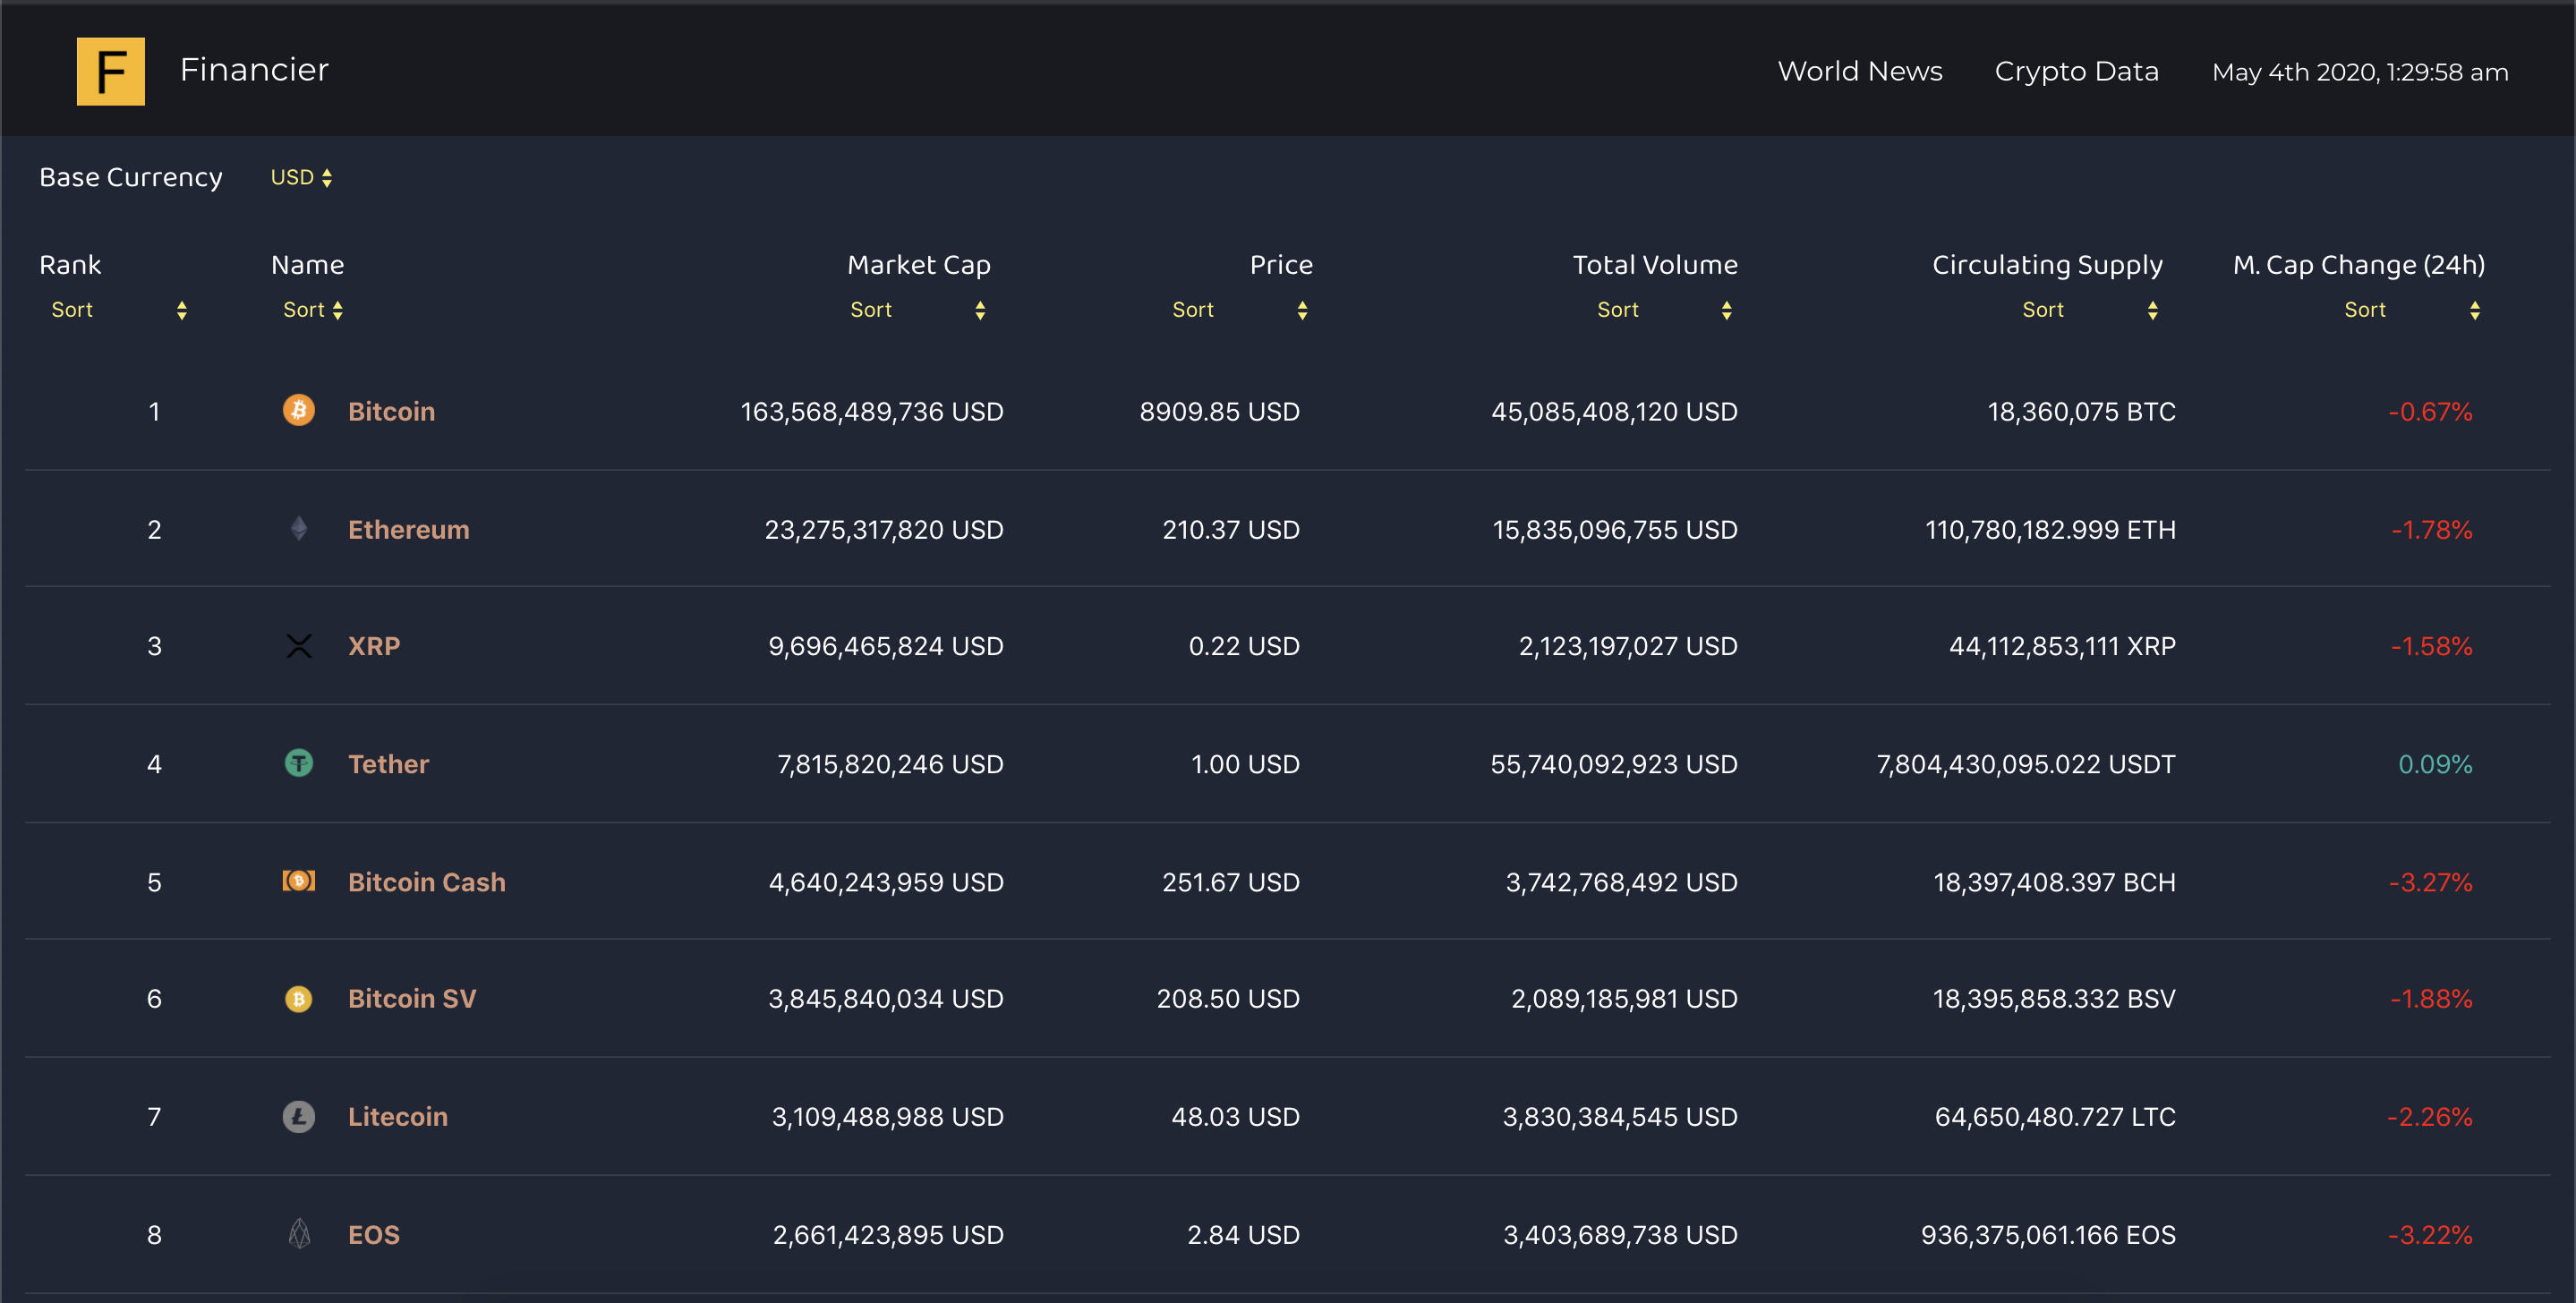 F Financier World News Crypto Data May 4th 2020, 1:29:58 am
Base Currency USD
Rank Name Market Cap Price Total Volume Circulating Supply M. Cap Change (24h)
Sort Sort Sort Sort Sort Sort Sort
1 Bitcoin 163,568,489,736 USD 8909.85 USD 45,085,408,120 USD 18,360,075 BTC -0.67%
2 Ethereum 23,275,317,820 USD 210.37 USD 15,835,096,755 USD 110,780,182.999 ETH -1.78%
3 XRP 9,696,465,824 USD 0.22 USD 2,123,197,027 USD 44,112,853,111 XRP -1.58%
4 Tether 7,815,820,246 USD 1.00 USD 55,740,092,923 USD 7,804,430,095.022 USDT 0.09%
5 Bitcoin Cash 4,640,243,959 USD 251.67 USD 3,742,768,492 USD 18,397,408.397 BCH -3.27%
6 Bitcoin SV 3,845,840,034 USD 208.50 USD 2,089,185,981 USD 18,395,858.332 BSV -1.88%
7 Litecoin 3,109,488,988 USD 48.03 USD 3,830,384,545 USD 64,650,480.727 LTC -2.26%
8 EOS 2,661,423,895 USD 2.84 USD 3,403,689,738 USD 936,375,061.166 EOS -3.22%